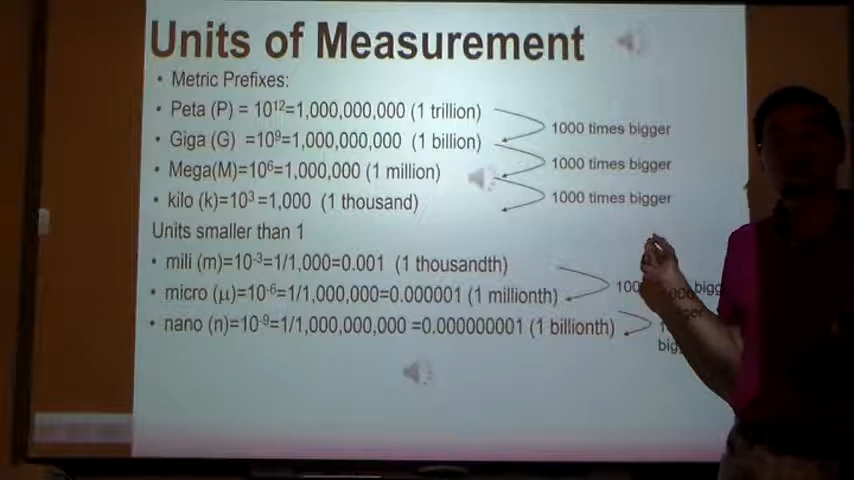 Units of Measurement
• Metric Prefixes:
• Peta (P) = 10¹²=1,000,000,000 (1 trillion)
1000 times bigger
• Giga (G) =10⁹=1,000,000,000 (1 billion)
1000 times bigger
• Mega(M)=10⁶=1,000,000 (1 million)
1000 times bigger
• kilo (k)=10³=1,000 (1 thousand)
Units smaller than 1
• mili (m)=10⁻³=1/1,000=0.001 (1 thousandth)
• micro (μ)=10⁻⁶=1/1,000,000=0.000001 (1 millionth)
• nano (n)=10⁻⁹=1/1,000,000,000 =0.000000001 (1 billionth)